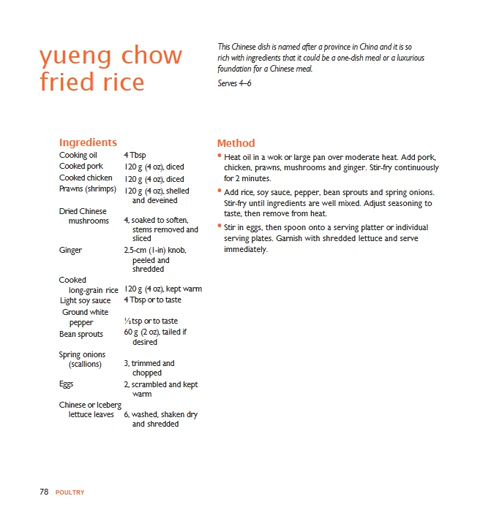 yueng chow
fried rice
This Chinese dish is named after a province in China and it is so
rich with ingredients that it could be a one-dish meal or a luxurious
foundation for a Chinese meal.
Serves 4–6
Ingredients
Cooking oil 4 Tbsp
Cooked pork 120 g (4 oz), diced
Cooked chicken 120 g (4 oz), diced
Prawns (shrimps) 120 g (4 oz), shelled
and deveined
Dried Chinese
mushrooms 4, soaked to soften,
stems removed and
sliced
Ginger 2.5-cm (1-in) knob,
peeled and
shredded
Cooked
long-grain rice 120 g (4 oz), kept warm
Light soy sauce 4 Tbsp or to taste
Ground white
pepper ½ tsp or to taste
Bean sprouts 60 g (2 oz), tailed if
desired
Spring onions
(scallions) 3, trimmed and
chopped
Eggs 2, scrambled and kept
warm
Chinese or Iceberg
lettuce leaves 6, washed, shaken dry
and shredded
Method
• Heat oil in a wok or large pan over moderate heat. Add pork,
chicken, prawns, mushrooms and ginger. Stir-fry continuously
for 2 minutes.
• Add rice, soy sauce, pepper, bean sprouts and spring onions.
Stir-fry until ingredients are well mixed. Adjust seasoning to
taste, then remove from heat.
• Stir in eggs, then spoon onto a serving platter or individual
serving plates. Garnish with shredded lettuce and serve
immediately.
78 POULTRY